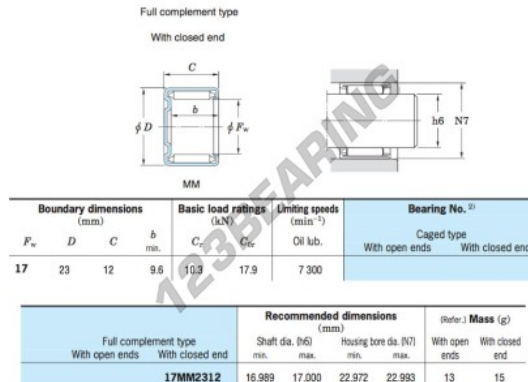 Full complement type
With closed end
C
b
φ D
φ Fw
h6
N7
MM
123BEARING
Boundary dimensions
(mm)
Basic load ratings
(kN)
Limiting speeds
(min⁻¹)
Bearing No. 2)
Fw D C b
min.
Cr C0r
Oil lub.
Caged type
With open ends With closed end
17 23 12 9.6 10.3 17.9 7 300
Recommended dimensions
(mm)
(Refer.) Mass (g)
Full complement type
With open ends With closed end
Shaft dia. (h6)
min. max.
Housing bore dia. (N7)
min. max.
With open ends
With closed end
17MM2312 16.989 17.000 22.972 22.993 13 15